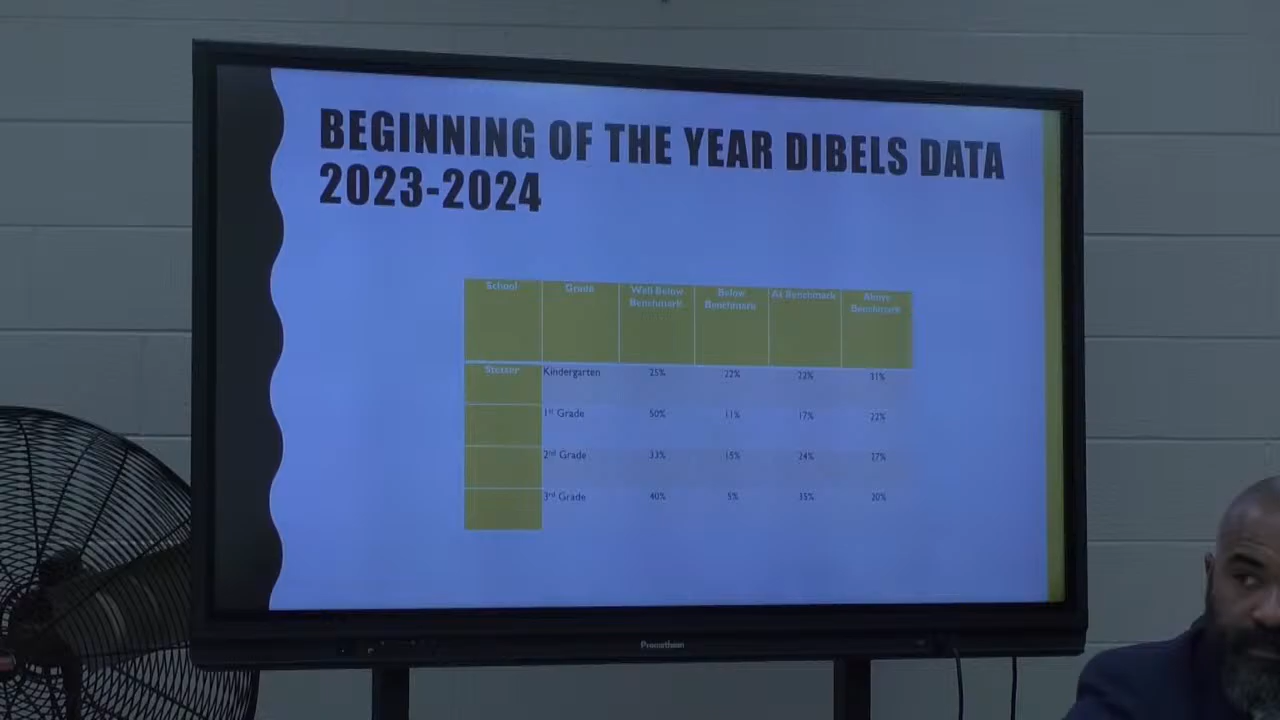 BEGINNING OF THE YEAR DIBELS DATA
2023-2024
School Grade Well Below Benchmark Below Benchmark At Benchmark Above Benchmark
Stetser Kindergarten 25% 22% 22% 31%
1st Grade 50% 11% 17% 22%
2nd Grade 33% 15% 24% 27%
3rd Grade 40% 5% 35% 20%
Promethean